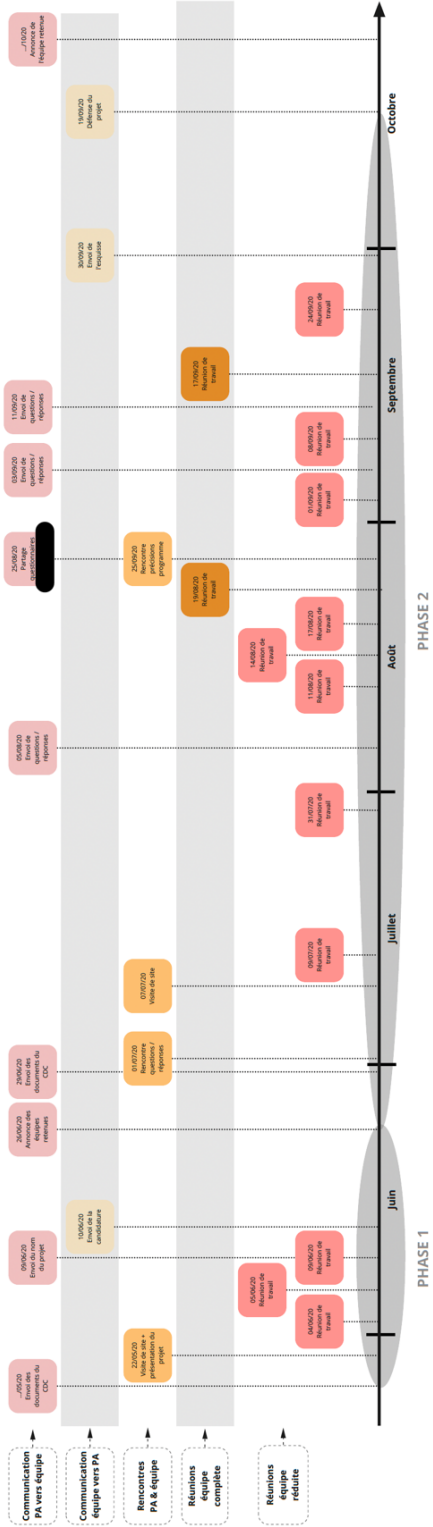 Communication
PA vers équipe
.../05/20
Envoi des
documents du
CDC
09/06/20
Envoi du nom
du projet
26/06/20
Annonce des
équipes
retenues
29/06/20
Envoi des
documents du
CDC
05/08/20
Envoi de
questions /
réponses
25/08/20
Partage
questionnaires
03/09/20
Envoi de
questions /
réponses
11/09/20
Envoi de
questions /
réponses
.../10/20
Annonce de
l'équipe retenue
Communication
équipe vers PA
10/06/20
Envoi de la
candidature
30/09/20
Envoi de
l'esquisse
19/09/20
Défense du
projet
Rencontres
PA & équipe
22/05/20
Visite de site +
présentation du
projet
01/07/20
Rencontre
questions /
réponses
07/07/20
Visite de site
25/09/20
Rencontre
précisions
programme
Réunions
équipe
complète
19/08/20
Réunion de
travail
17/09/20
Réunion de
travail
Réunions
équipe
réduite
05/06/20
Réunion de
travail
14/08/20
Réunion de
travail
04/06/20
Réunion de
travail
09/06/20
Réunion de
travail
09/07/20
Réunion de
travail
31/07/20
Réunion de
travail
11/08/20
Réunion de
travail
17/08/20
Réunion de
travail
01/09/20
Réunion de
travail
08/09/20
Réunion de
travail
24/09/20
Réunion de
travail
Juin
Juillet
Août
Septembre
Octobre
PHASE 1
PHASE 2